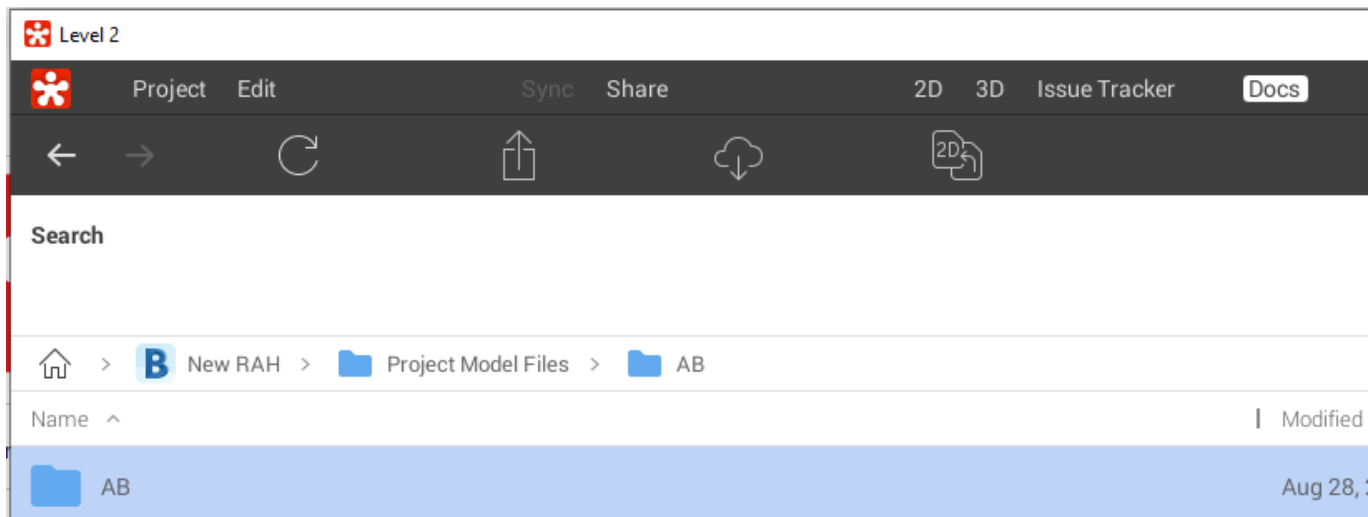 Level 2
Project Edit Sync Share 2D 3D Issue Tracker Docs
2D
Search
> B New RAH > Project Model Files > AB
Name Modified
AB Aug 28,